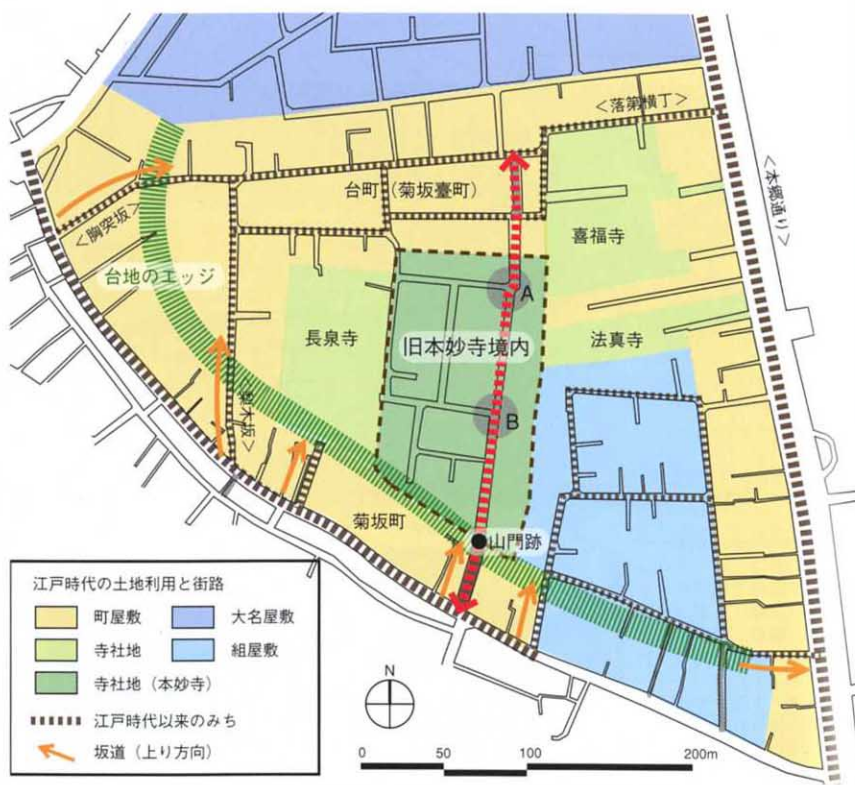 <落第横丁>
<本郷通り>
台町(菊坂臺町)
<胸突坂>
喜福寺
台地のエッジ
A
長泉寺
旧本妙寺境内
法真寺
<梨木坂>
B
菊坂町
山門跡
江戸時代の土地利用と街路
町屋敷
大名屋敷
寺社地
組屋敷
寺社地(本妙寺)
江戸時代以来のみち
坂道(上り方向)
N
0 50 100 200m